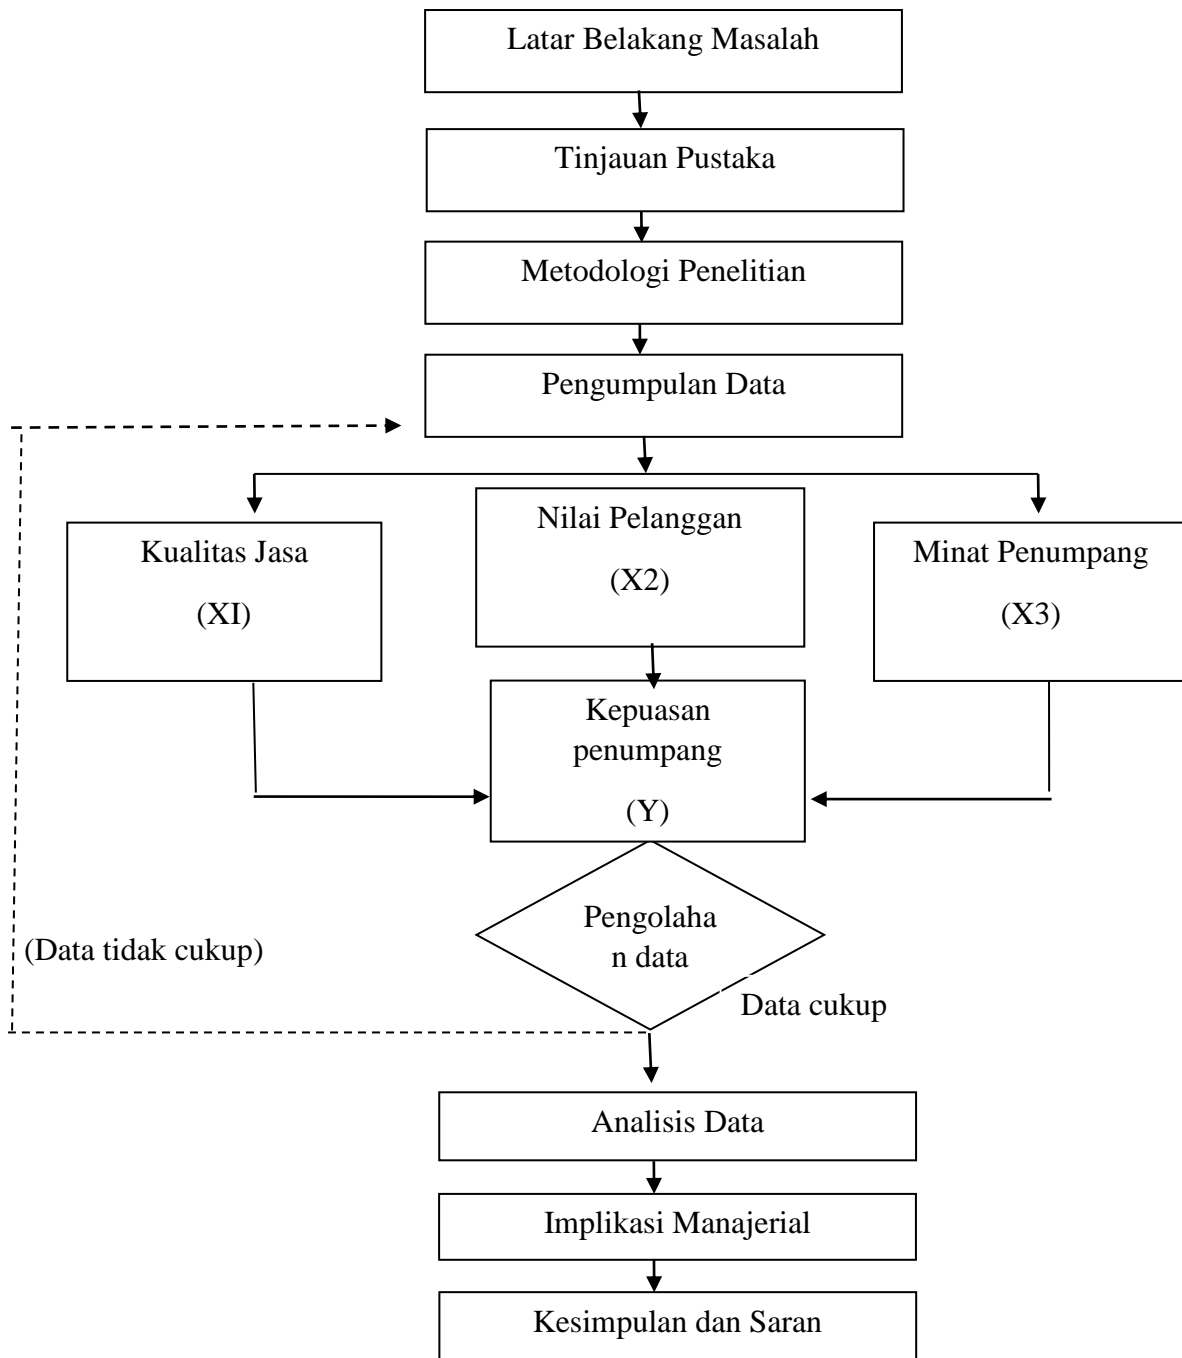 Latar Belakang Masalah
Tinjauan Pustaka
Metodologi Penelitian
Pengumpulan Data
Kualitas Jasa
(XI)
Nilai Pelanggan
(X2)
Minat Penumpang
(X3)
Kepuasan
penumpang
(Y)
Pengolaha
n data
(Data tidak cukup)
Data cukup
Analisis Data
Implikasi Manajerial
Kesimpulan dan Saran